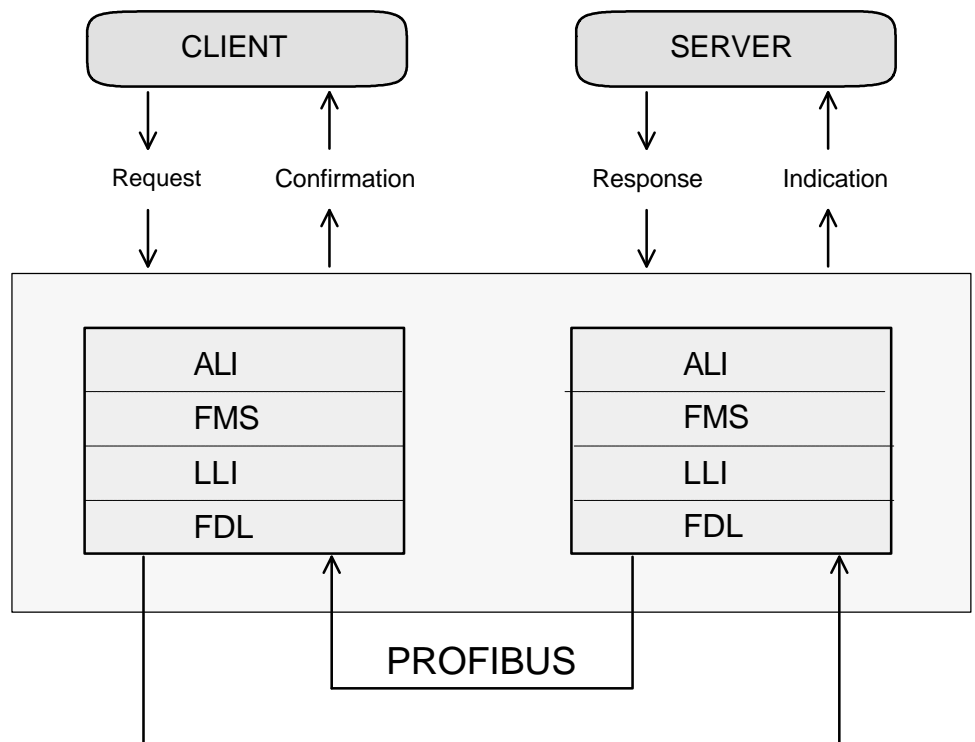 CLIENT
SERVER
Request
Confirmation
Response
Indication
ALI
FMS
LLI
FDL
ALI
FMS
LLI
FDL
PROFIBUS